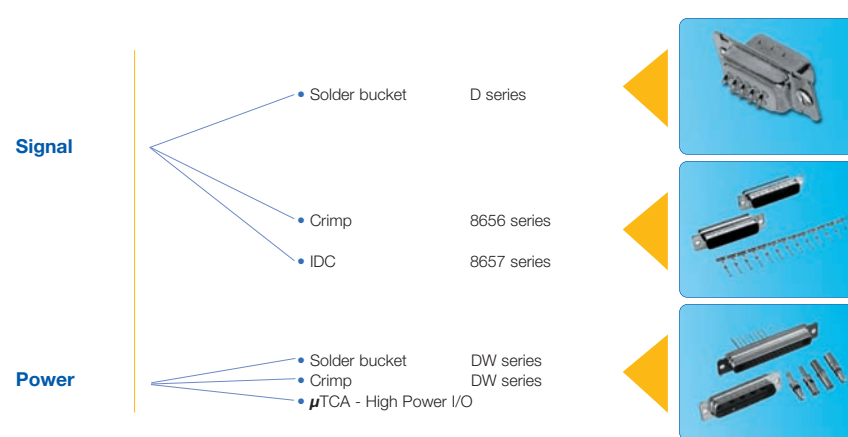 • Solder bucket D series
Signal
• Crimp 8656 series
• IDC 8657 series
• Solder bucket DW series
Power
• Crimp DW series
• µTCA - High Power I/O